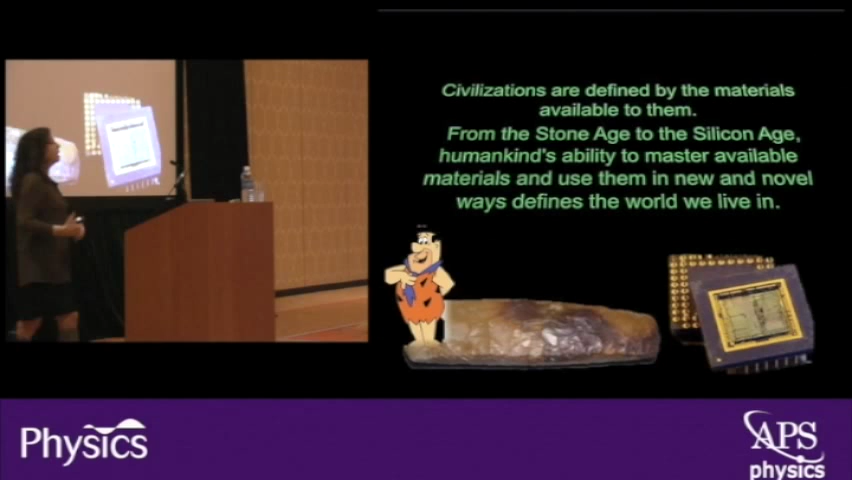 Civilizations are defined by the materials
available to them.
From the Stone Age to the Silicon Age,
humankind's ability to master available
materials and use them in new and novel
ways defines the world we live in.
Physics
APS
physics